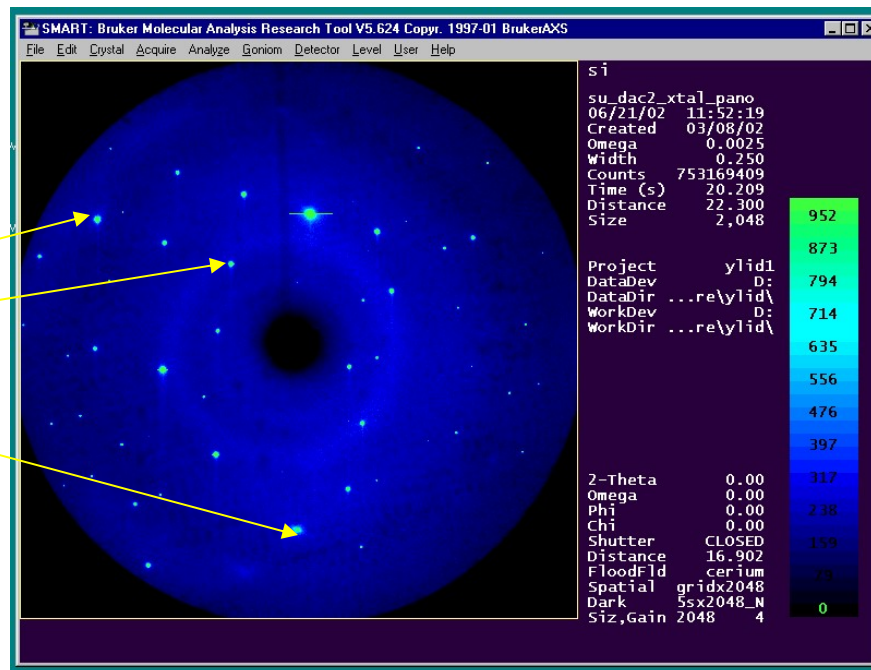 SMART: Bruker Molecular Analysis Research Tool V5.624 Copyr. 1997-01 BrukerAXS
File Edit Crystal Acquire Analyze Goniom Detector Level User Help
si
su_dac2_xtal_pano
06/21/02 11:52:19
Created 03/08/02
Omega 0.0025
Width 0.250
Counts 753169409
Time (s) 20.209
Distance 22.300
Size 2,048
Project ylid1
DataDev D:
DataDir ...re\ylid\
WorkDev D:
WorkDir ...re\ylid\
2-Theta 0.00
Omega 0.00
Phi 0.00
Chi 0.00
Shutter CLOSED
Distance 16.902
FloodFld cerium
Spatial gridx2048
Dark 5sx2048_N
Siz,Gain 2048 4
952
873
794
714
635
556
476
397
317
238
159
79
0